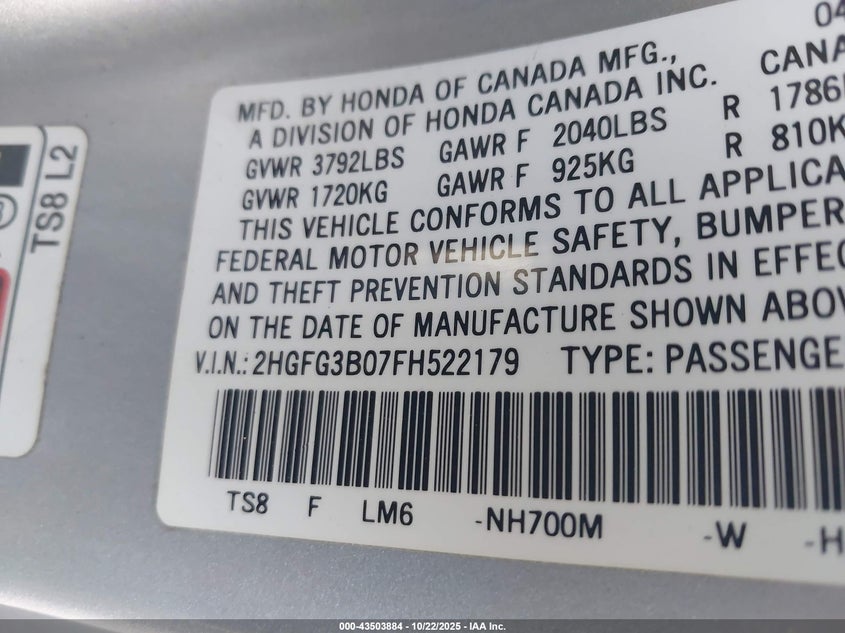 04
MFD. BY HONDA OF CANADA MFG., CANA
A DIVISION OF HONDA CANADA INC.
GVWR 3792LBS GAWR F 2040LBS R 1786
GVWR 1720KG GAWR F 925KG R 810K
THIS VEHICLE CONFORMS TO ALL APPLICA
FEDERAL MOTOR VEHICLE SAFETY, BUMPER
AND THEFT PREVENTION STANDARDS IN EFFEC
ON THE DATE OF MANUFACTURE SHOWN ABOV
V.I.N.: 2HGFG3B07FH522179 TYPE: PASSENGE
TS8 F LM6 -NH700M -W -H
TS8 L2
000-43503884 | 10/22/2025 - IAA Inc.